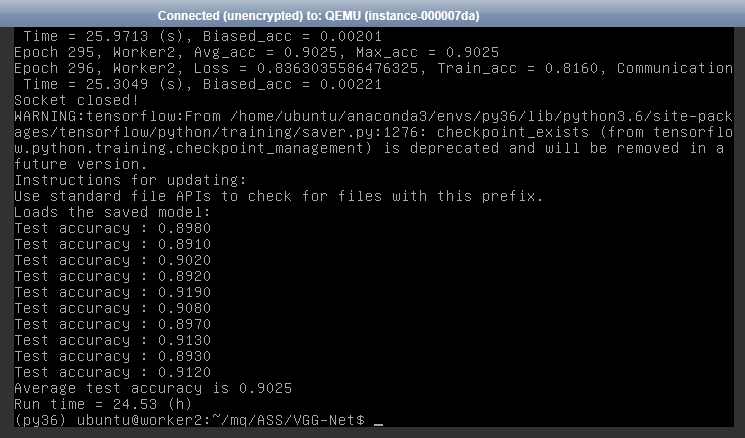 Connected (unencrypted) to: QEMU (instance-000007da)
Time = 25.9713 (s), Biased_acc = 0.00201
Epoch 295, Worker2, Avg_acc = 0.9025, Max_acc = 0.9025
Epoch 296, Worker2, Loss = 0.8363035586476325, Train_acc = 0.8160, Communication
Time = 25.3049 (s), Biased_acc = 0.00221
Socket closed!
WARNING:tensorflow:From /home/ubuntu/anaconda3/envs/py36/lib/python3.6/site-pack
ages/tensorflow/python/training/saver.py:1276: checkpoint_exists (from tensorflo
w.python.training.checkpoint_management) is deprecated and will be removed in a
future version.
Instructions for updating:
Use standard file APIs to check for files with this prefix.
Loads the saved model:
Test accuracy : 0.8980
Test accuracy : 0.8910
Test accuracy : 0.9020
Test accuracy : 0.8920
Test accuracy : 0.9190
Test accuracy : 0.9080
Test accuracy : 0.8970
Test accuracy : 0.9130
Test accuracy : 0.8930
Test accuracy : 0.9120
Average test accuracy is 0.9025
Run time = 24.53 (h)
(py36) ubuntu@worker2:~/mq/ASS/VGG-Net$ _